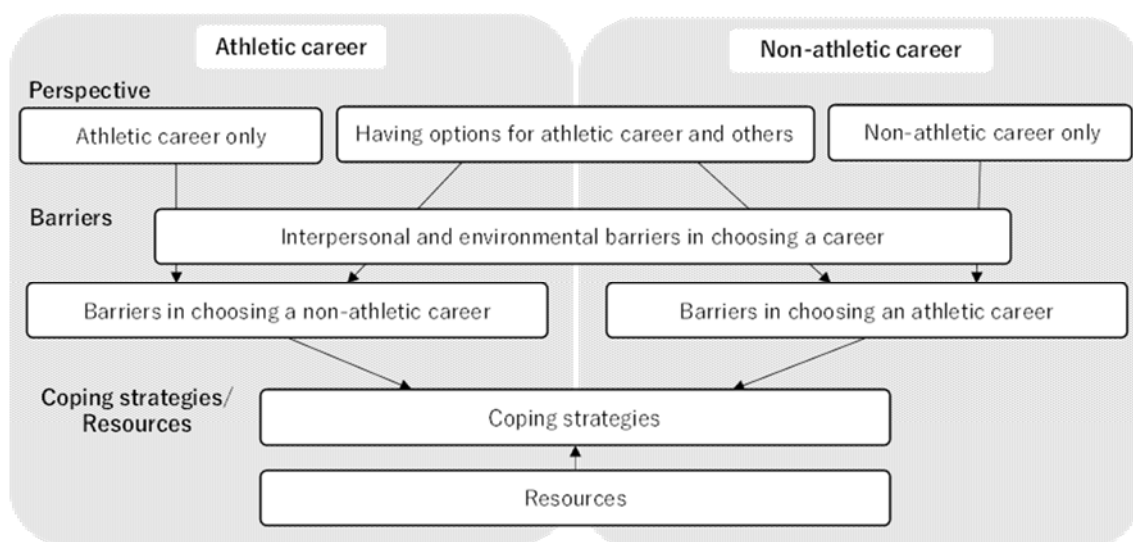 Athletic career
Non-athletic career
Perspective
Athletic career only
Having options for athletic career and others
Non-athletic career only
Barriers
Interpersonal and environmental barriers in choosing a career
Barriers in choosing a non-athletic career
Barriers in choosing an athletic career
Coping strategies/
Resources
Coping strategies
Resources